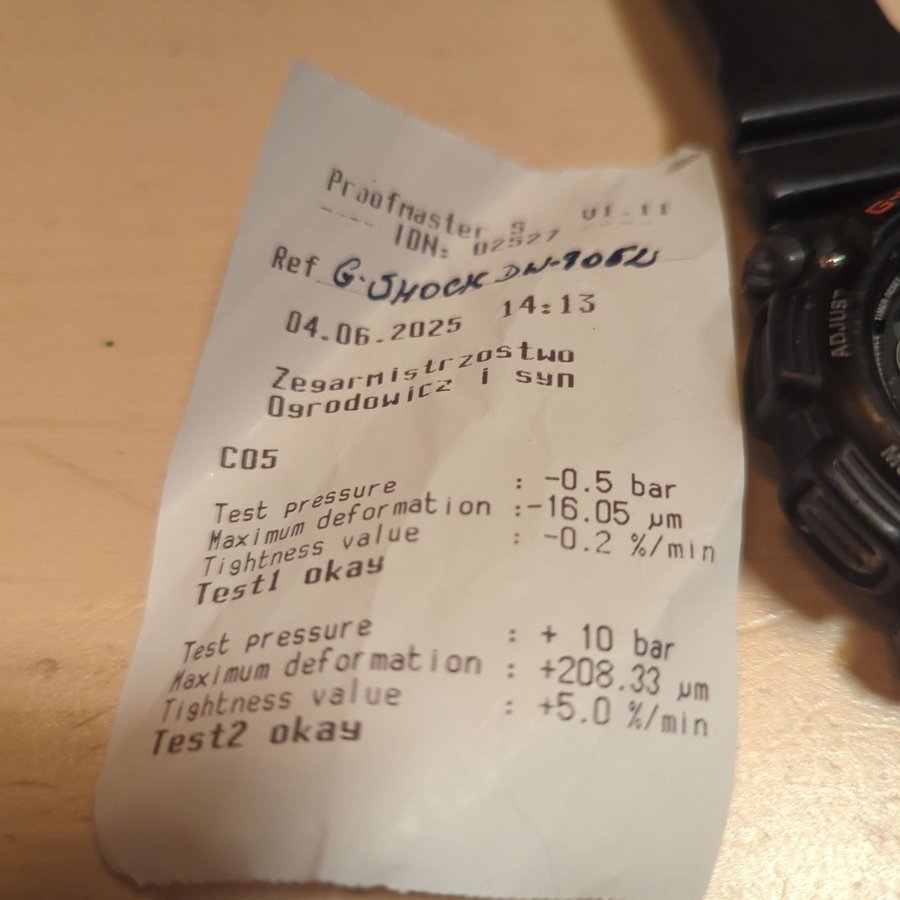 Proofmaster S V1.11
IDN: 02527
Ref G-SHOCK DW-9052
04.06.2025 14:13
Zegarmistrzostwo
Ogrodowicz i syn
C05
Test pressure : -0.5 bar
Maximum deformation :-16.05 µm
Tightness value : -0.2 %/min
Test1 okay
Test pressure : + 10 bar
Maximum deformation : +208.33 µm
Tightness value : +5.0 %/min
Test2 okay
ADJUST